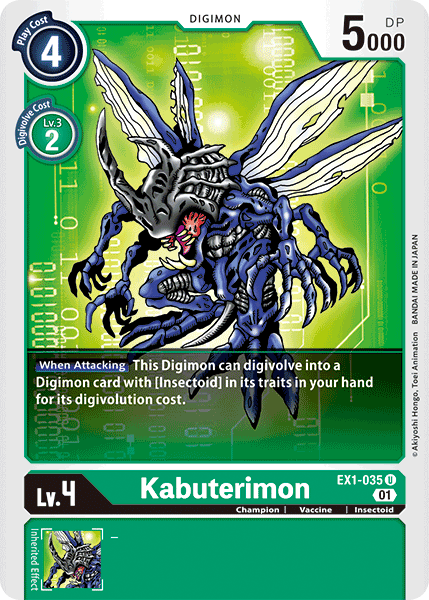 DIGIMON
Play Cost
4
DP
5000
Digivolve Cost
Lv.3
2
When Attacking This Digimon can digivolve into a
Digimon card with [Insectoid] in its traits in your hand
for its digivolution cost.
© Akiyoshi Hongo, Toei Animation BANDAI MADE IN JAPAN
Lv.4
Kabuterimon
EX1-035 U
01
Champion | Vaccine | Insectoid
Inherited Effect
–